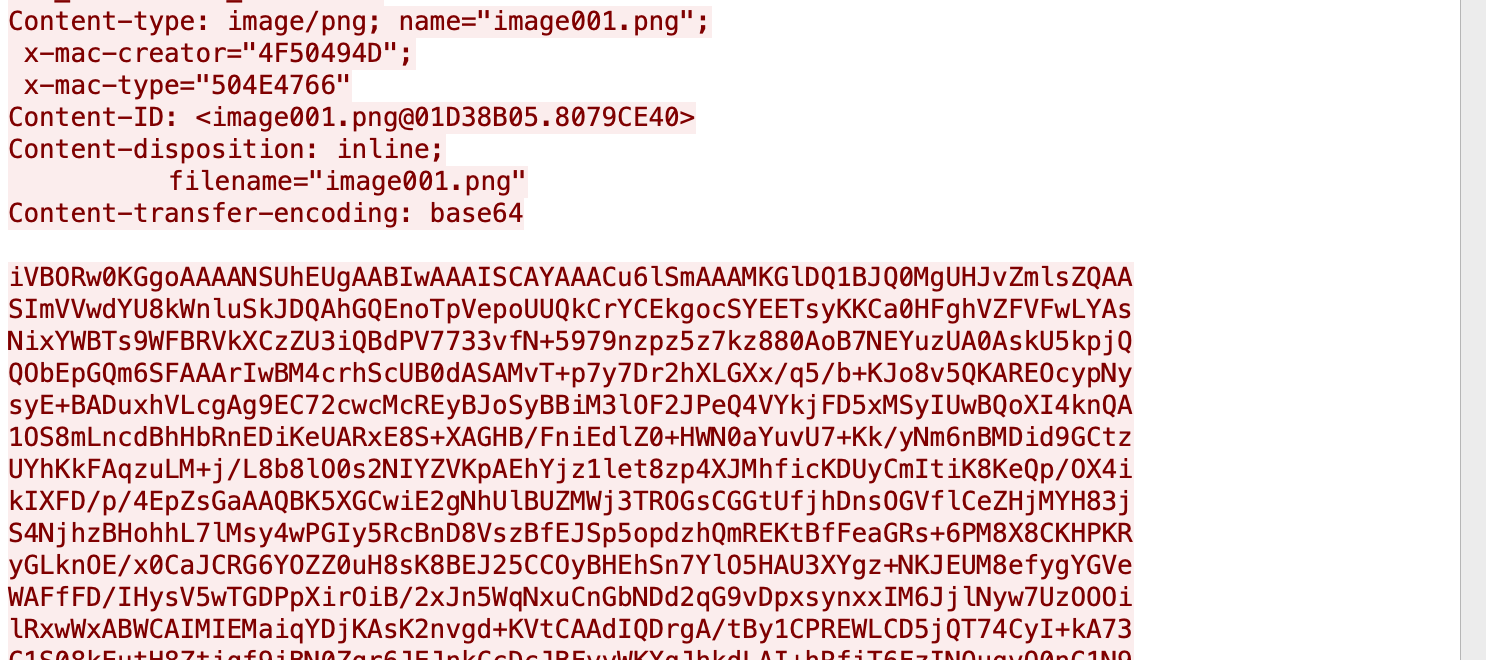 Content-type: image/png; name="image001.png";
 x-mac-creator="4F50494D";
 x-mac-type="504E4766"
Content-ID: <image001.png@01D38B05.8079CE40>
Content-disposition: inline;
          filename="image001.png"
Content-transfer-encoding: base64

iVBORw0KGgoAAAANSUhEUgAABIwAAAISCAYAAAACu6lSmAAAMKGlDQ1BJQ0MgUHJvZmlsZQAA
SImVVwdYU8kWnluSkJDQAhGQEnoTpVepoUUQkCrYCEkgocSYEETsyKKCa0HFghVZFVFwLYAs
NixYWBTs9WFBRVkXCzZU3iQBdPV7733vfN+5979nzpz5z7kz880AoB7NEYuzUA0AskU5kpjQ
QObEpGQm6SFAAArIwBM4crhScUB0dASAMvT+p7y7Dr2hXLGXx/q5/b+KJo8v5QKAREOcypNy
syE+BADuxhVLcgAg9EC72cwcMcREyBJoSyBBiM3lOF2JPeQ4VYkjFD5xMSyIUwBQoXI4knQA
1OS8mLncdBhHbRnEDiKeUARxE8S+XAGHB/FniEdlZ0+HWN0aYuvU7+Kk/yNm6nBMDid9GCtz
UYhKkFAqzuLM+j/L8b8lO0s2NIYZVKpAEhYjz1let8zp4XJMhficKDUyCmItiK8KeQp/OX4i
kIXFD/p/4EpZsGaAAQBK5XGCwiE2gNhUlBUZMWj3TROGsCGGtUfjhDnsOGVflCeZHjMYH83j
S4NjhzBHohhL7lMsy4wPGIy5RcBnD8VszBfEJSp5opdzhQmREKtBfFeaGRs+6PM8X8CKHPKR
yGLknOE/x0CaJCRG6YOZZ0uH8sK8BEJ25CCOyBHEhSn7YlO5HAU3XYgz+NKJEUM8efygYGVe
WAFfFD/IHysV5wTGDPpXirOiB/2xJn5WqNxuCnGbNDd2qG9vDpxsynxxIM6JjlNyw7UzOOOi
lRxwWxABWCAIMIEMaiqYDjKAsK2nvgd+KVtCAAdIQDrgA/tBy1CPREWLCD5jQT74CyI+kA73